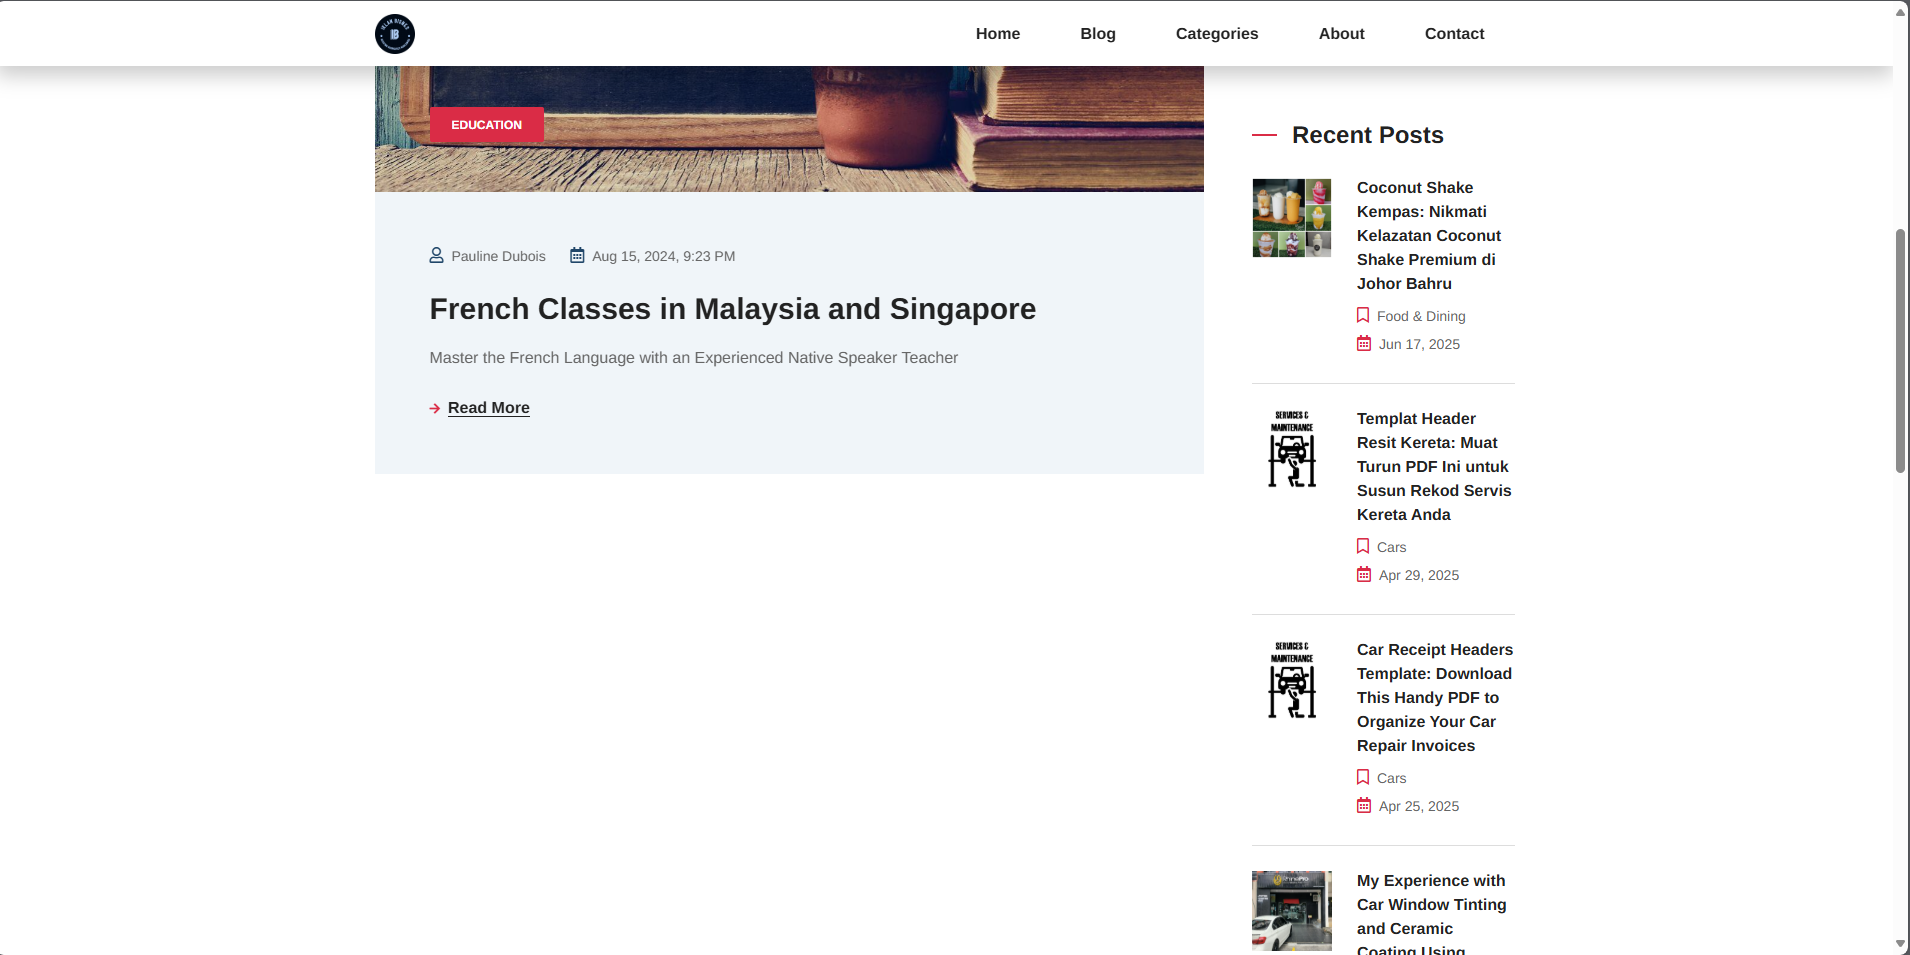 Home
Blog
Categories
About
Contact
EDUCATION
Pauline Dubois
Aug 15, 2024, 9:23 PM
French Classes in Malaysia and Singapore
Master the French Language with an Experienced Native Speaker Teacher
Read More
Recent Posts
Coconut Shake
Kempas: Nikmati
Kelazatan Coconut
Shake Premium di
Johor Bahru
Food & Dining
Jun 17, 2025
SERVICES &
MAINTENANCE
Templat Header
Resit Kereta: Muat
Turun PDF Ini untuk
Susun Rekod Servis
Kereta Anda
Cars
Apr 29, 2025
SERVICES &
MAINTENANCE
Car Receipt Headers
Template: Download
This Handy PDF to
Organize Your Car
Repair Invoices
Cars
Apr 25, 2025
My Experience with
Car Window Tinting
and Ceramic
Coating Using